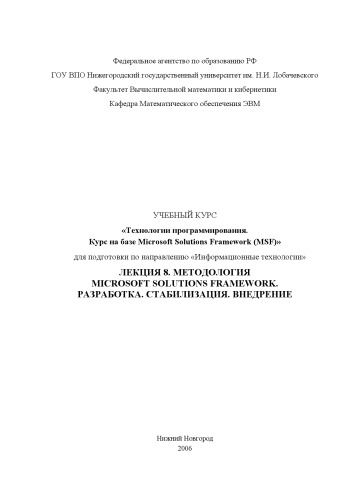 Федеральное агентство по образованию РФ
ГОУ ВПО Нижегородский государственный университет им. Н.И. Лобачевского
Факультет Вычислительной математики и кибернетики
Кафедра Математического обеспечения ЭВМ
УЧЕБНЫЙ КУРС
«Технологии программирования.
Курс на базе Microsoft Solutions Framework (MSF)»
для подготовки по направлению «Информационные технологии»
ЛЕКЦИЯ 8. МЕТОДОЛОГИЯ
MICROSOFT SOLUTIONS FRAMEWORK.
РАЗРАБОТКА. СТАБИЛИЗАЦИЯ. ВНЕДРЕНИЕ
Нижний Новгород
2006